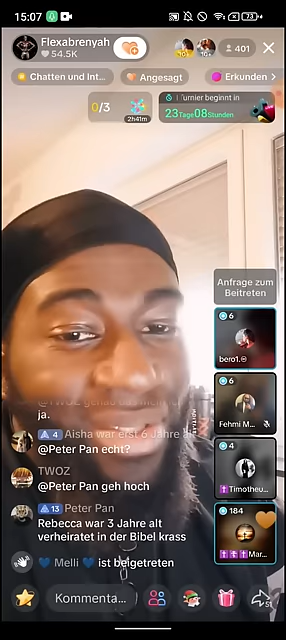 15:07
73
Flexabrenyah
54.5K
401
Chatten und Int...
Angesagt
Erkunden
0/3
2h41m
Turnier beginnt in
23Tage08Stunden
Anfrage zum
Beitreten
6
bero1.
6
Fehmi M...
4
Timotheu...
184
Mar...
ja.
4 Aisha war erst 6 Jahre al
@Peter Pan echt?
TWOZ
@Peter Pan geh hoch
13 Peter Pan
Rebecca war 3 Jahre alt
verheiratet in der Bibel krass
Melli ist beigetreten
Kommenta...